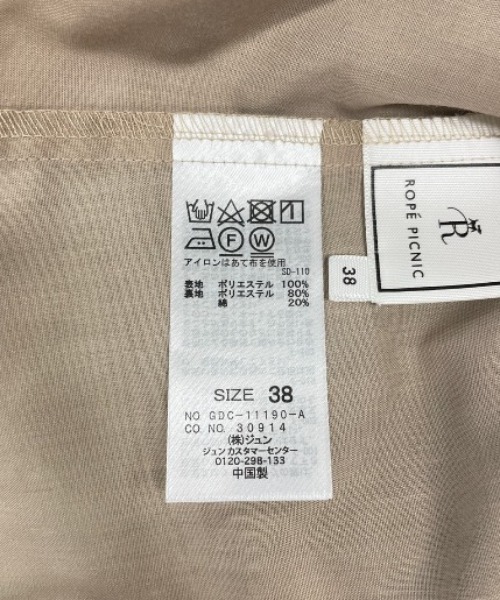 アイロンはあて布を使用
SD-110
表地 ポリエステル 100%
裏地 ポリエステル 80%
綿 20%
SIZE 38
NO GDC-11190-A
CO NO. 30914
(株)ジュン
ジュンカスタマーセンター
0120-298-133
中国製
38
R
ROPÉ PICNIC